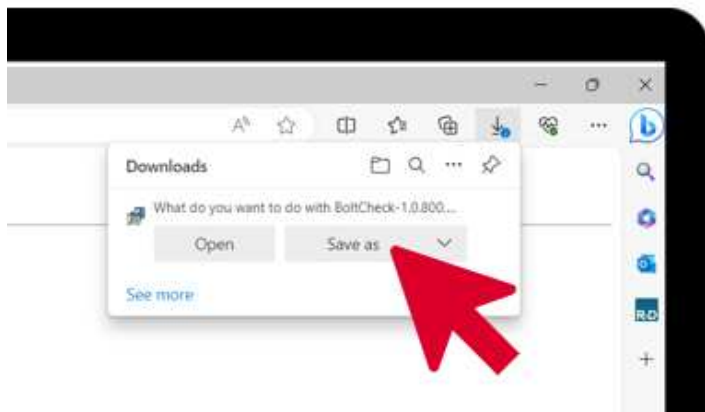 A
Downloads
What do you want to do with BoltCheck-1.0.800....
Open
Save as
See more
R-D